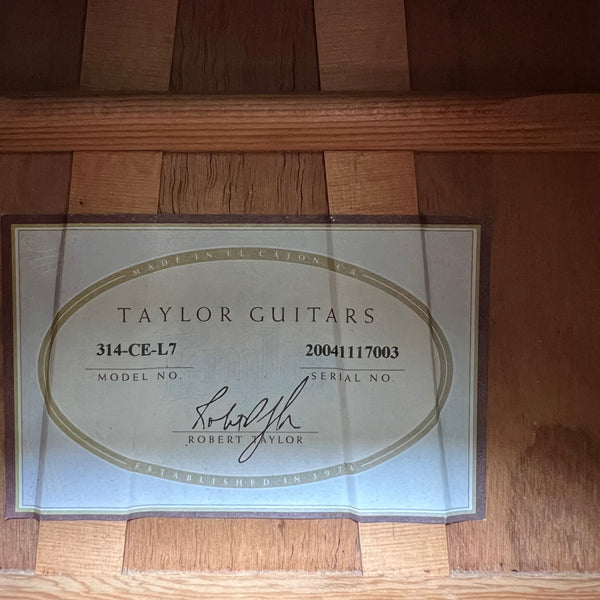 MADE IN EL CAJON, CA
TAYLOR GUITARS
314-CE-L7
20041117003
MODEL NO.
SERIAL NO.
ROBERT TAYLOR
ESTABLISHED IN 1974